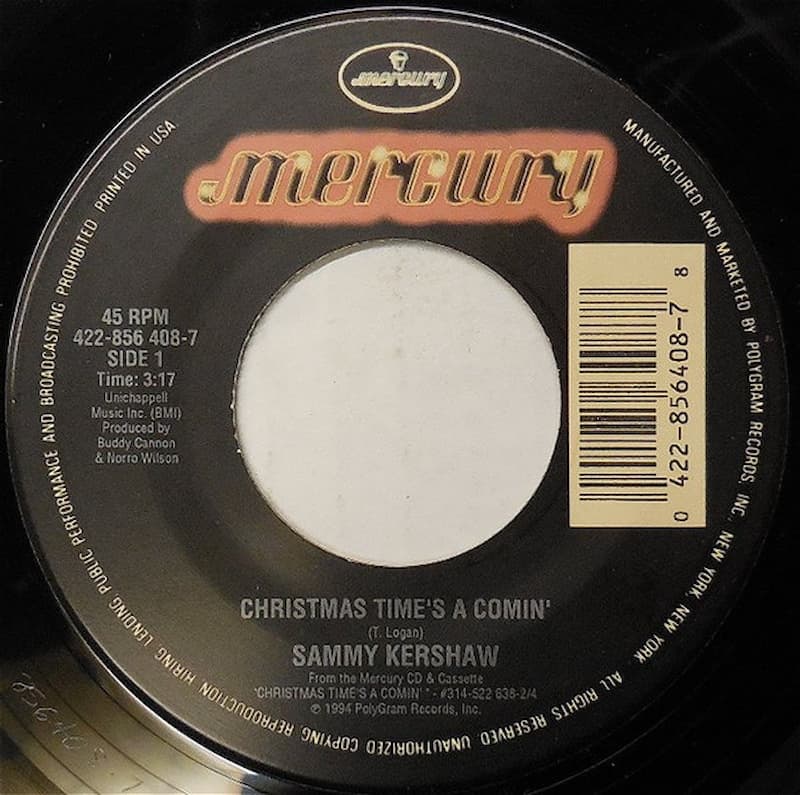 mercury
mercury
45 RPM
422-856 408-7
SIDE 1
Time: 3:17
Unichappell
Music Inc. (BMI)
Produced by
Buddy Cannon
& Norro Wilson
8
0 422-856408-7
CHRISTMAS TIME'S A COMIN'
(T. Logan)
SAMMY KERSHAW
From the Mercury CD & Cassette
"CHRISTMAS TIME'S A COMIN'" - #314-522 638-2/4
℗ 1994 PolyGram Records, Inc.
MANUFACTURED AND MARKETED BY POLYGRAM RECORDS, INC., NEW YORK, NEW YORK ALL RIGHTS RESERVED UNAUTHORIZED COPYING, REPRODUCTION HIRING LENDING, PUBLIC PERFORMANCE AND BROADCASTING PROHIBITED PRINTED IN USA